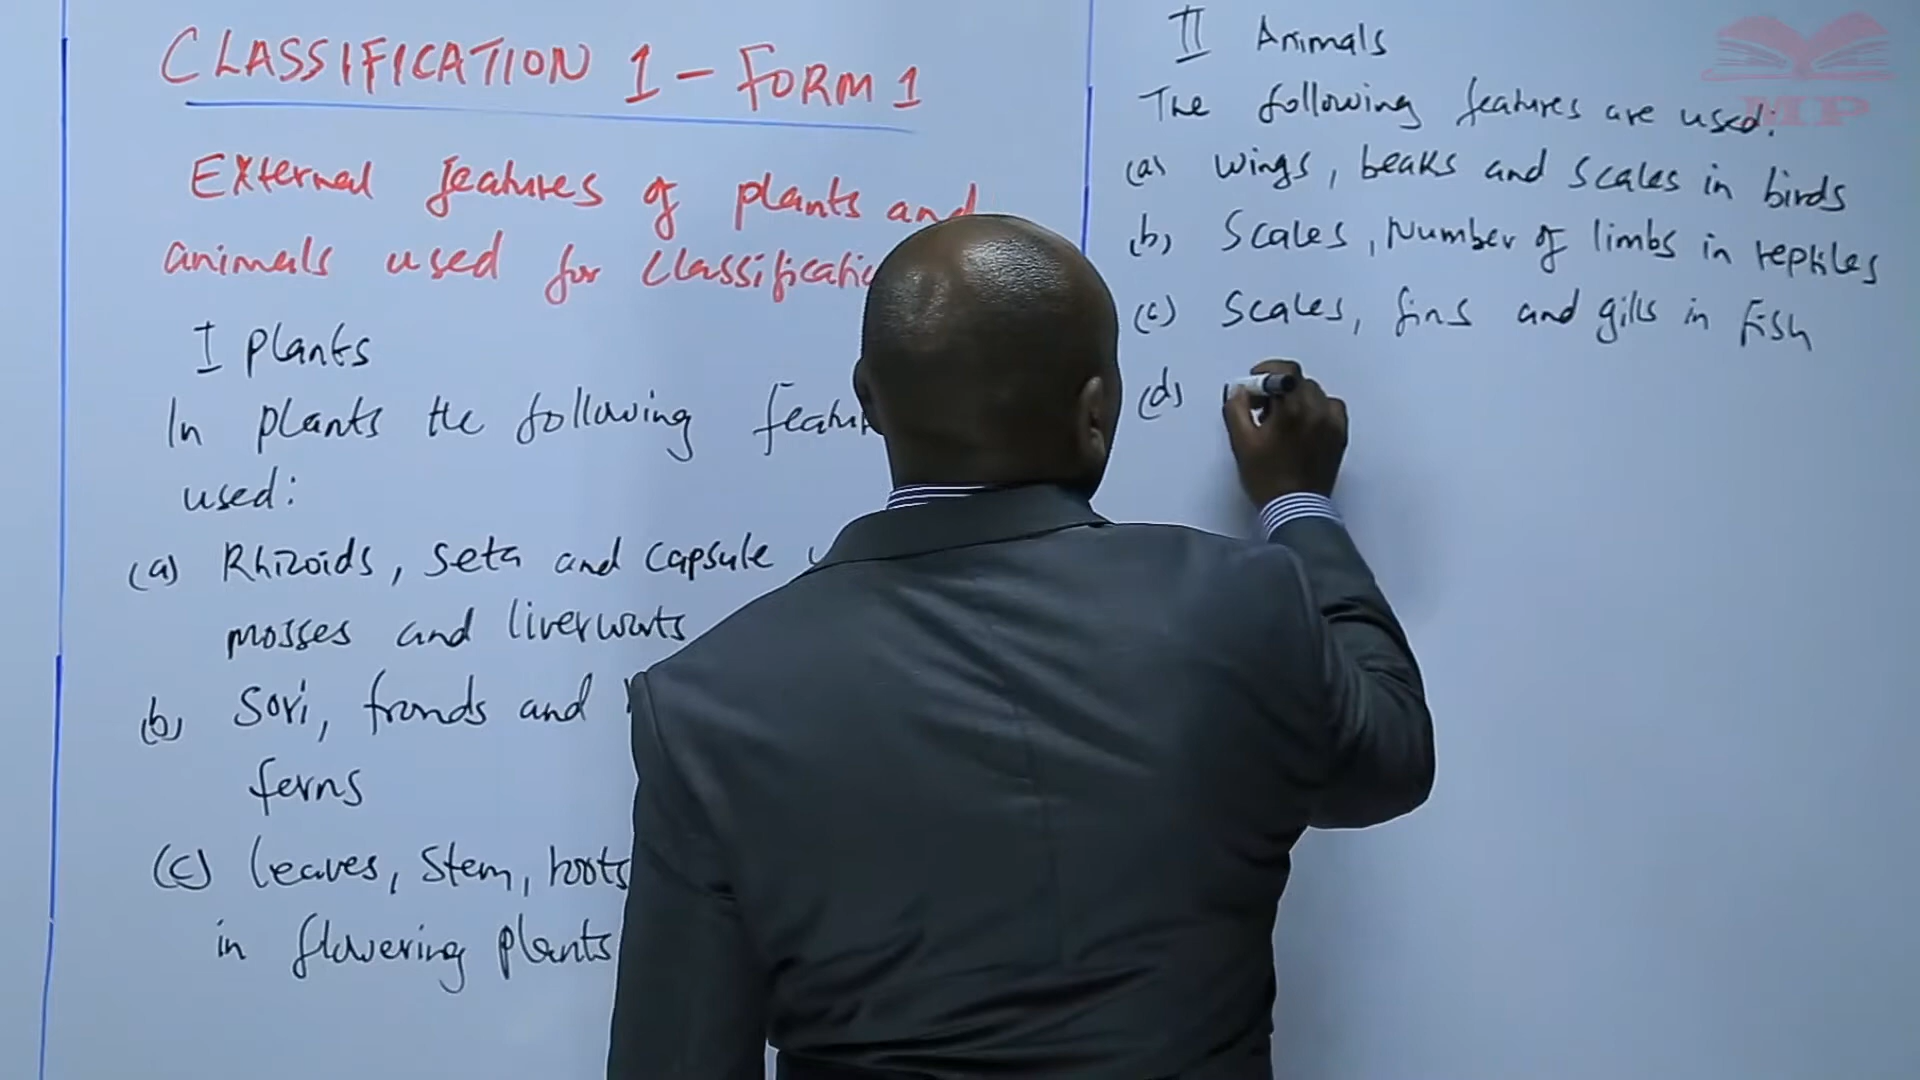 CLASSIFICATION 1 - FORM 1
External features of plants and
animals used for classificatio
I plants
In plants the following featur
used:
(a) Rhizoids, seta and capsule
mosses and liverworts
(b) Sori, fronds and
ferns
(c) leaves, stem, roots
in flowering plants
II Animals
The following features are used:
(a) wings, beaks and scales in birds
(b) Scales, Number of limbs in reptiles
(c) Scales, fins and gills in fish
(d)
MP